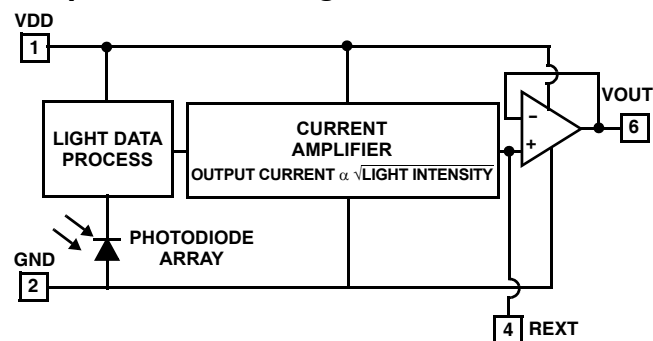 VDD
1
LIGHT DATA
PROCESS
CURRENT
AMPLIFIER
OUTPUT CURRENT α √LIGHT INTENSITY
−
+
VOUT
6
PHOTODIODE
ARRAY
GND
2
4 REXT